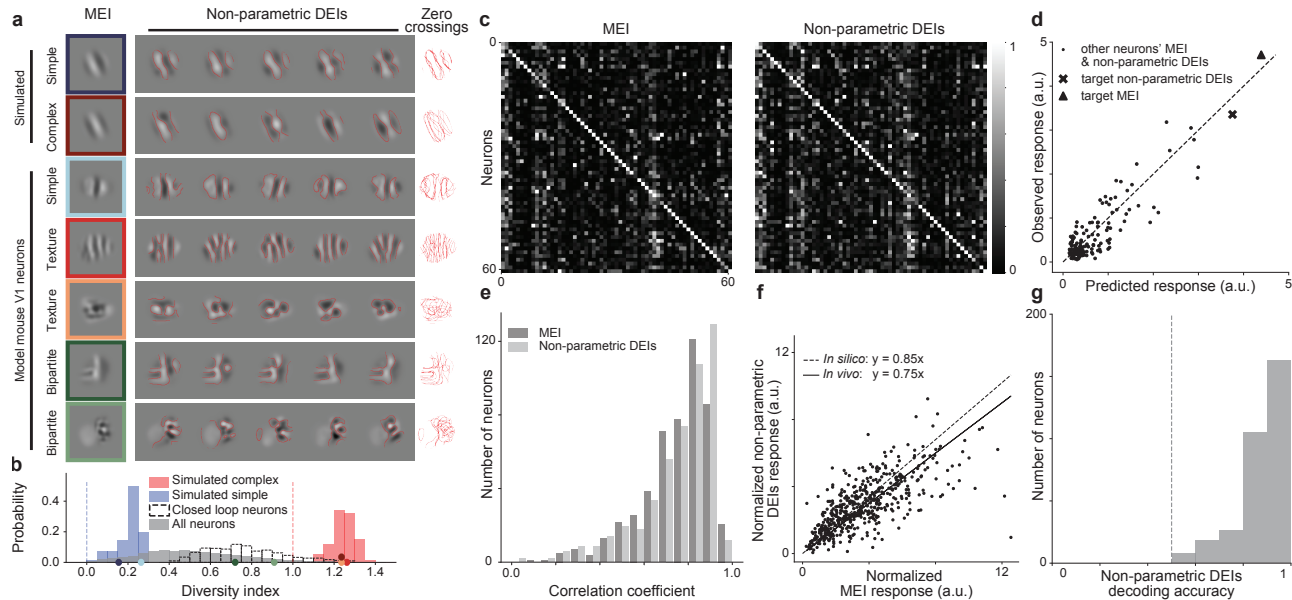 a
MEI
Non-parametric DEIs
Zero
crossings
Simulated
Simple
Complex
Model mouse V1 neurons
Simple
Texture
Texture
Bipartite
Bipartite
b
Probability
0.4
0.2
0.0
Simulated complex
Simulated simple
Closed loop neurons
All neurons
0.0 0.2 0.4 0.6 0.8 1.0 1.2 1.4
Diversity index
c
MEI
Non-parametric DEIs
Neurons
0
60
0
60
1
0
d
Observed response (a.u.)
5
0
other neurons' MEI
& non-parametric DEIs
target non-parametric DEIs
target MEI
0
5
Predicted response (a.u.)
e
Number of neurons
120
0
MEI
Non-parametric DEIs
0.0
1.0
Correlation coefficient
f
Normalized non-parametric
DEIs response (a.u.)
12
0
In silico: y = 0.85x
In vivo: y = 0.75x
0
12
Normalized
MEI response (a.u.)
g
Number of neurons
200
0
0
1
Non-parametric DEIs
decoding accuracy